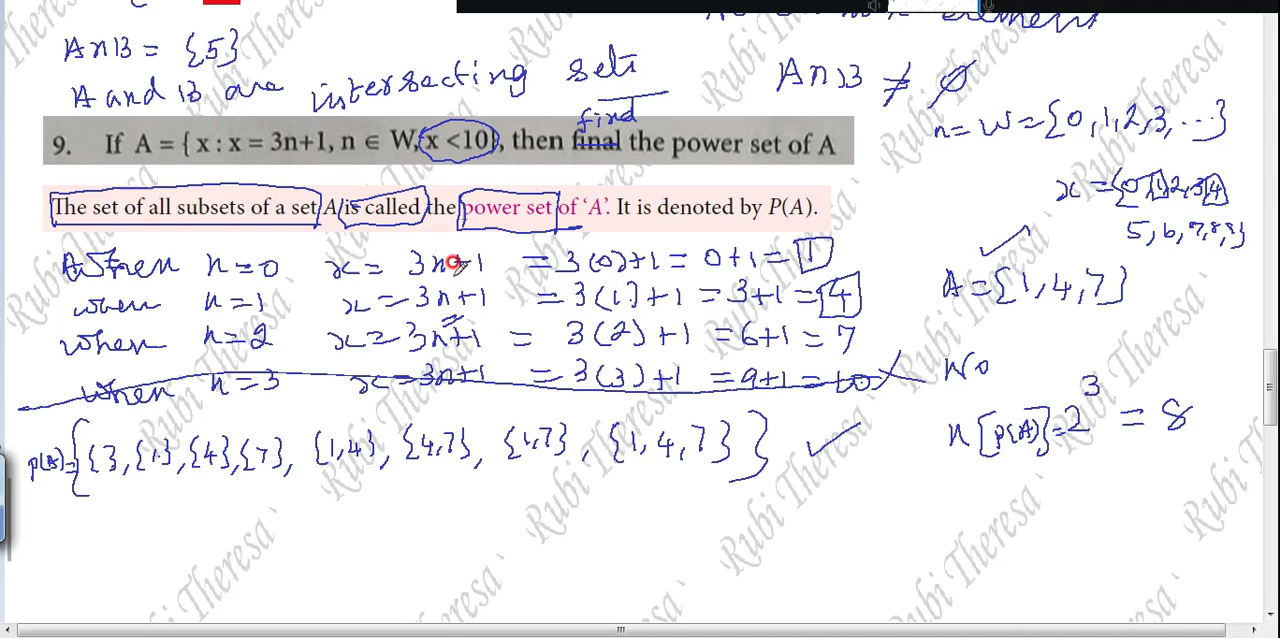 A∩B = {5}
A and B are intersecting sets
A∩B ≠ ∅
find
9. If A = { x : x = 3n+1, n ∈ W, x <10}, then final the power set of A
n= W={0,1,2,3,...}
The set of all subsets of a set A is called the power set of 'A'. It is denoted by P(A).
x ={0,1,2,3,4
5,6,7,8,9}
when n=0 x= 3n+1 =3(0)+1= 0+1=1
when n=1 x=3n+1 =3(1)+1 =3+1=4
A={1,4,7}
when n=2 x=3n+1 = 3(2)+1 =6+1=7
when n=3 x=3n+1 =3(3)+1 =9+1=10
No
n[P(A)]=2³ = 8
p(A)={{ },{1},{4},{7}, {1,4}, {4,7}, {1,7}, {1,4,7}}
Rubi Theresa